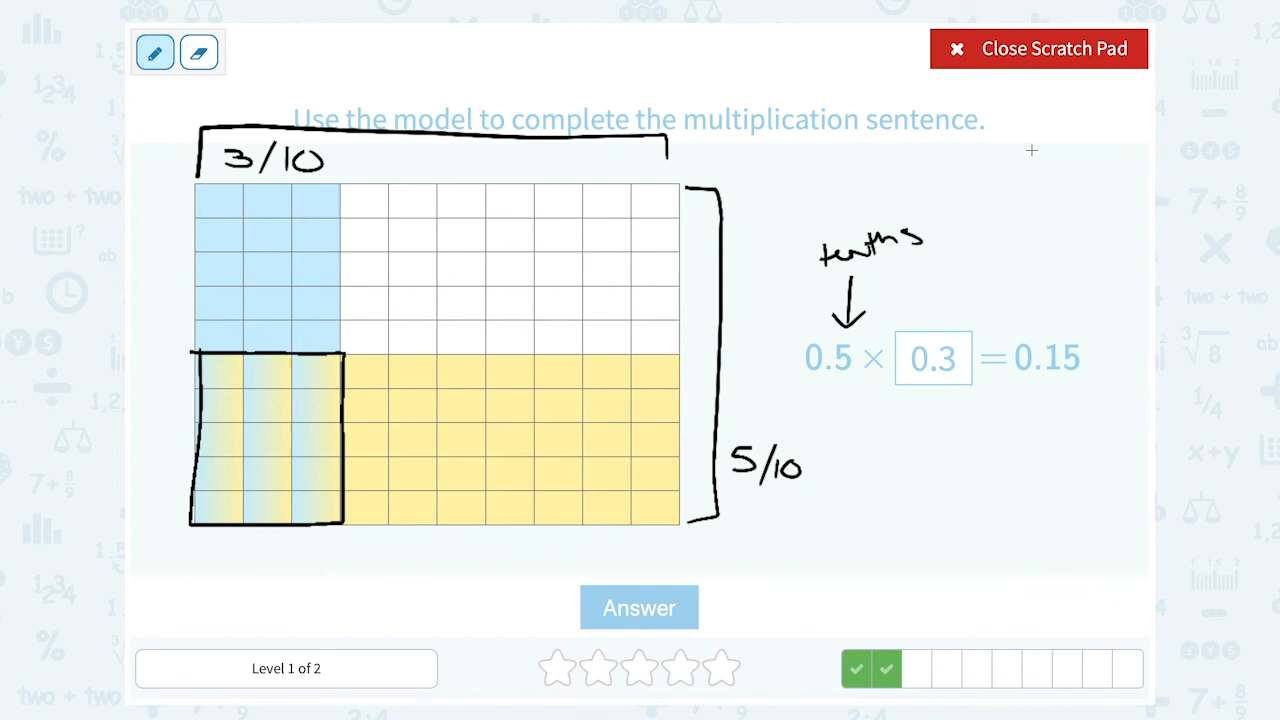 Close Scratch Pad
Use the model to complete the multiplication sentence.
3/10
tenths
0.5 × 0.3 = 0.15
5/10
Answer
Level 1 of 2